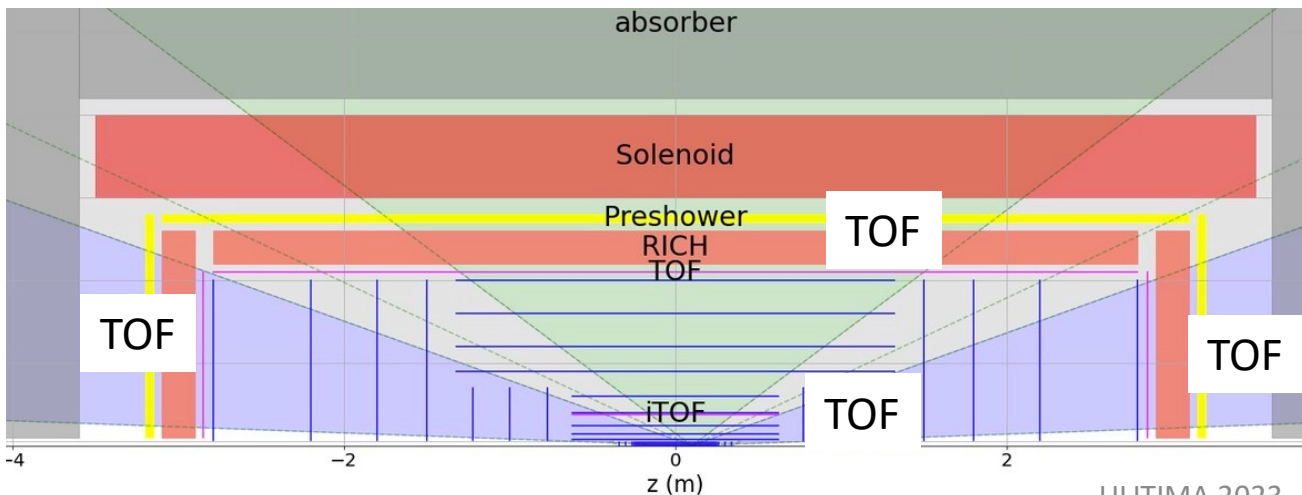 absorber
Solenoid
Preshower
TOF
RICH
TOF
TOF
TOF
iTOF
TOF
-4
−2
0
2
z (m)